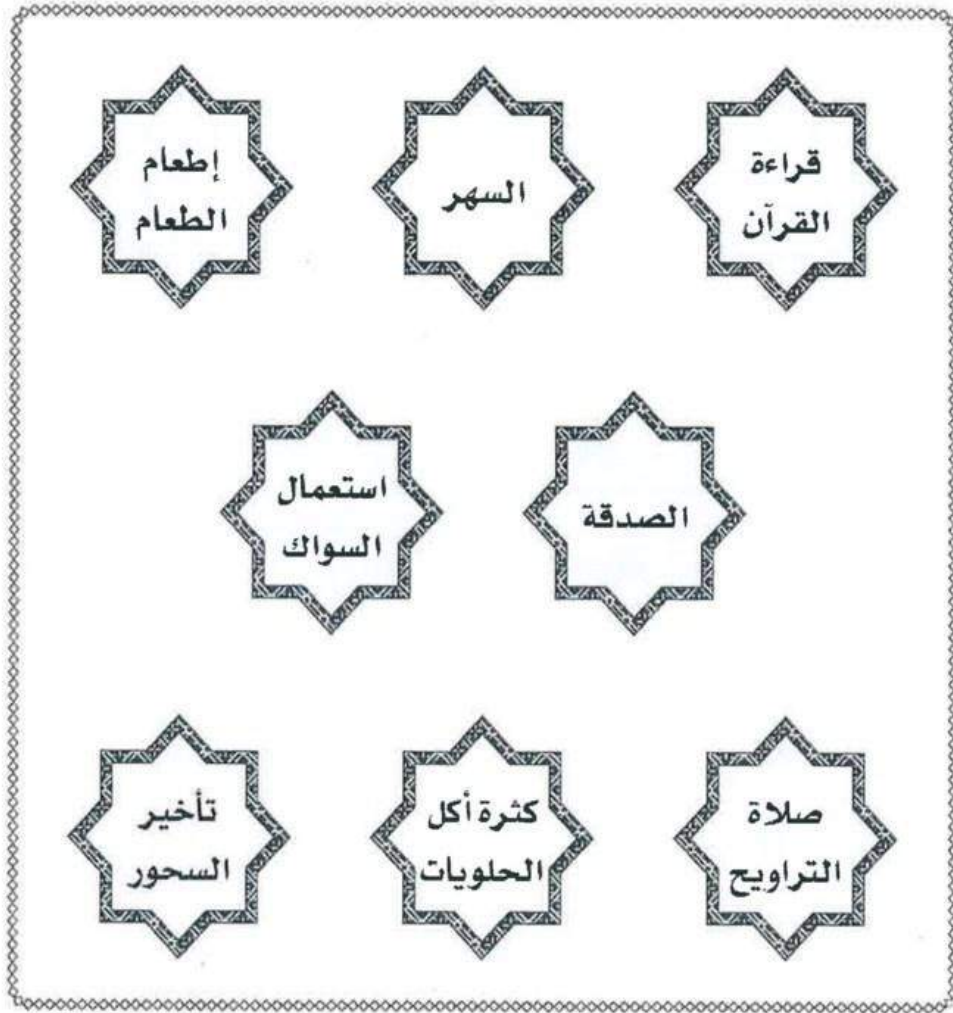 قراءة
القرآن
السهر
إطعام
الطعام
الصدقة
استعمال
السواك
صلاة
التراويح
كثرة أكل
الحلويات
تأخير
السحور